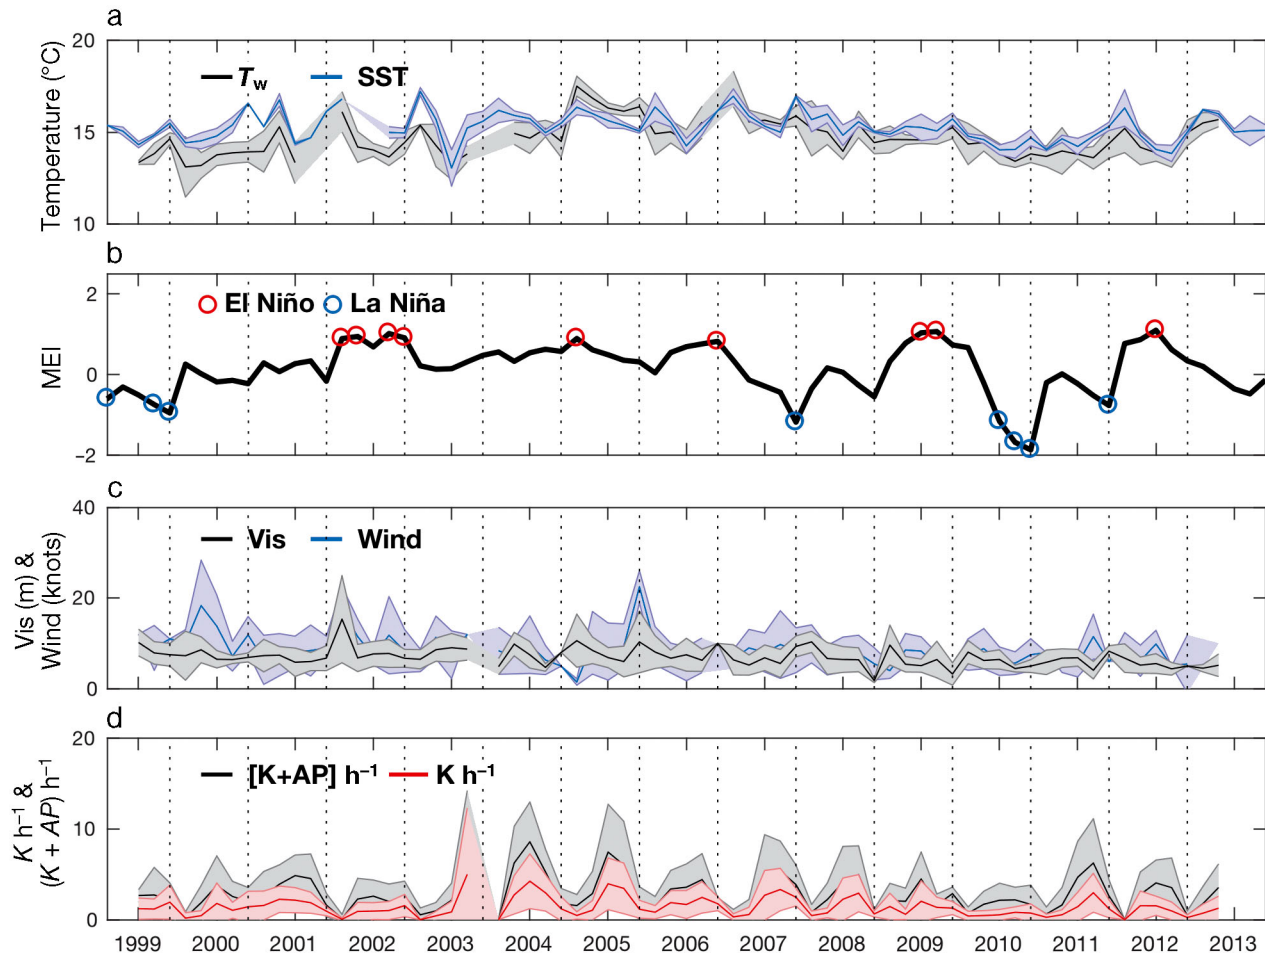 a
20
15
10
Temperature (°C)
Tw SST
b
2
0
−2
MEI
El Niño La Niña
c
40
20
0
Vis (m) &
Wind (knots)
Vis Wind
d
20
10
0
K h⁻¹ &
(K + AP) h⁻¹
[K+AP] h⁻¹ K h⁻¹
1999 2000 2001 2002 2003 2004 2005 2006 2007 2008 2009 2010 2011 2012 2013